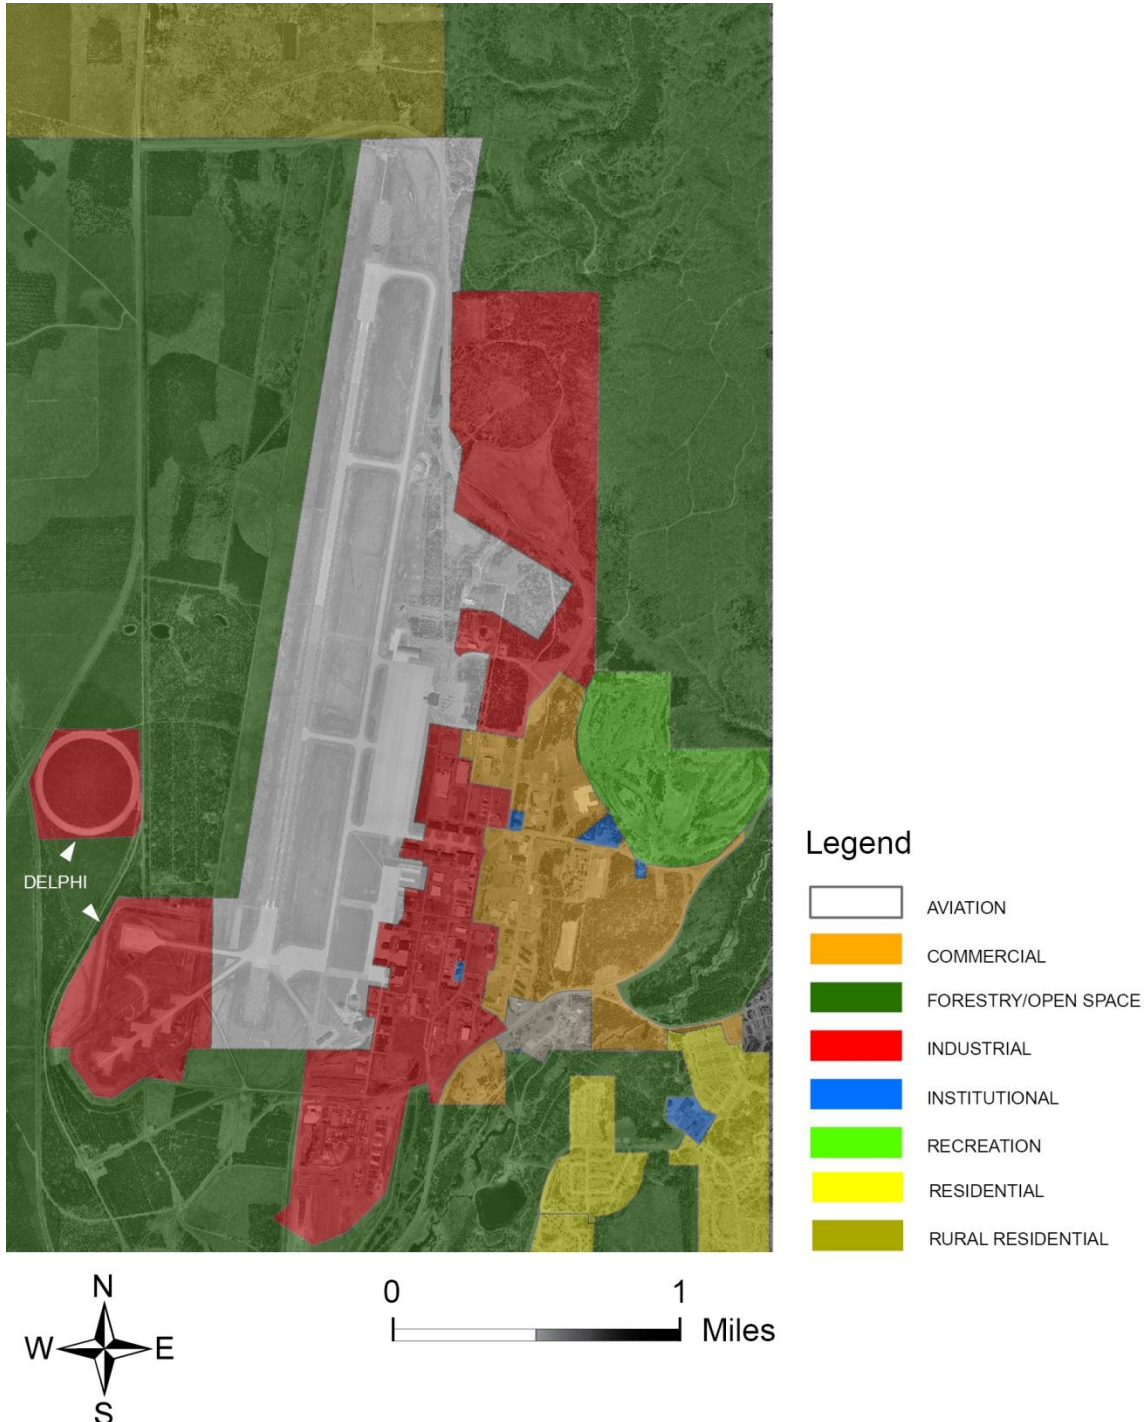 DELPHI
Legend
AVIATION
COMMERCIAL
FORESTRY/OPEN SPACE
INDUSTRIAL
INSTITUTIONAL
RECREATION
RESIDENTIAL
RURAL RESIDENTIAL
N
W E
S
0 1
Miles